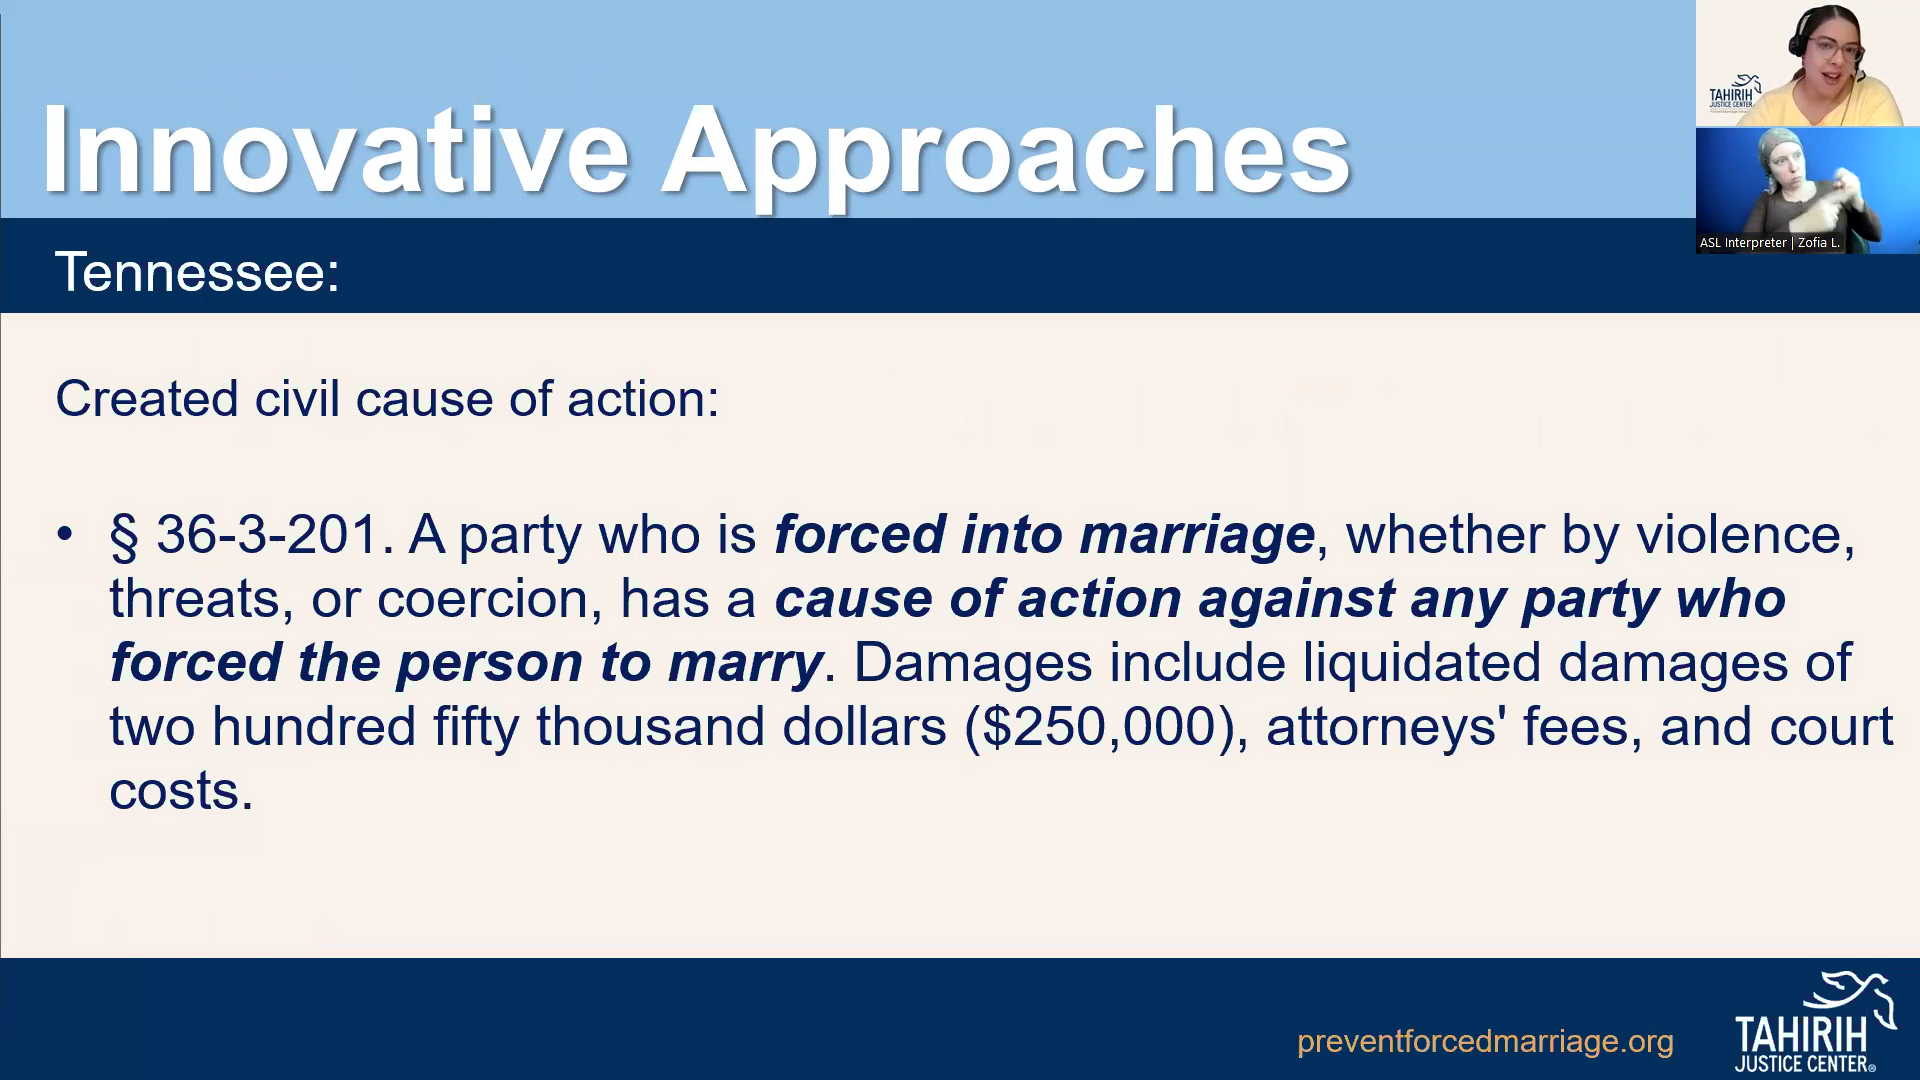 Innovative Approaches
TAHIRIH
JUSTICE CENTER
ASL Interpreter | Zofia L.
Tennessee:
Created civil cause of action:
• § 36-3-201. A party who is forced into marriage, whether by violence,
threats, or coercion, has a cause of action against any party who
forced the person to marry. Damages include liquidated damages of
two hundred fifty thousand dollars ($250,000), attorneys' fees, and court
costs.
preventforcedmarriage.org
TAHIRIH
JUSTICE CENTER®